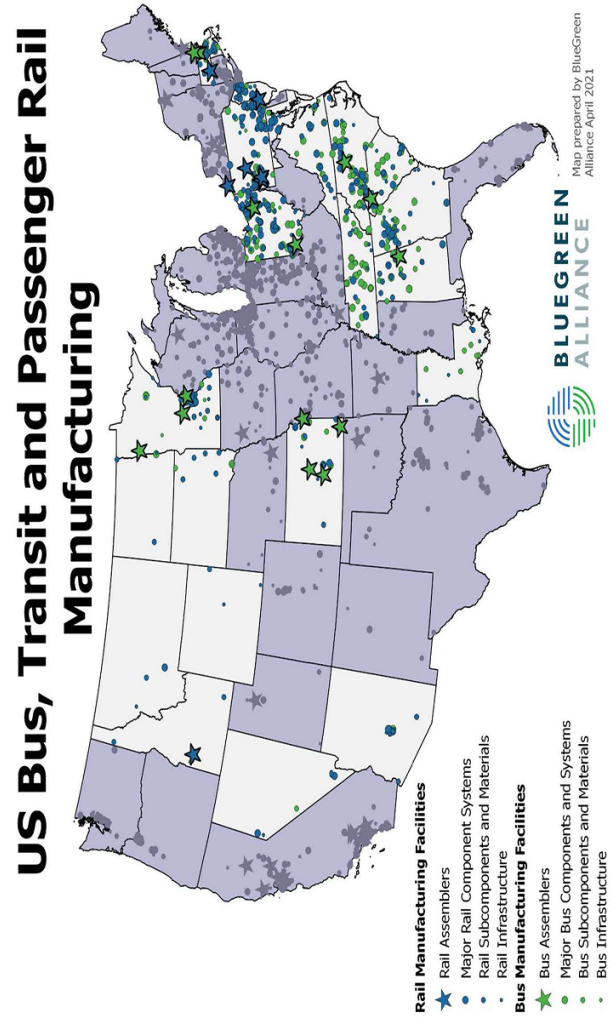 US Bus, Transit and Passenger Rail
Manufacturing
Rail Manufacturing Facilities
Rail Assemblers
Major Rail Component Systems
Rail Subcomponents and Materials
Rail Infrastructure
Bus Manufacturing Facilities
Bus Assemblers
Major Bus Components and Systems
Bus Subcomponents and Materials
Bus Infrastructure
BLUEGREEN
ALLIANCE
Map prepared by BlueGreen
Alliance April 2021